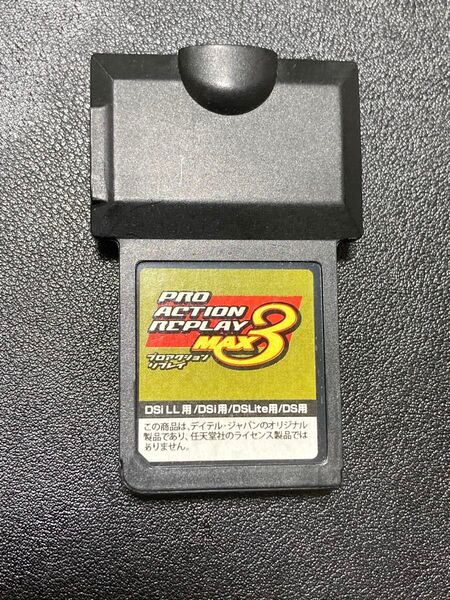 PRO
ACTION
REPLAY
MAX 3
プロアクション
リプレイ
DSi LL 用/DSi用/DSLite用/DS用
この商品は、デイテル・ジャパンのオリジナル
製品であり、任天堂社のライセンス製品では
ありません。